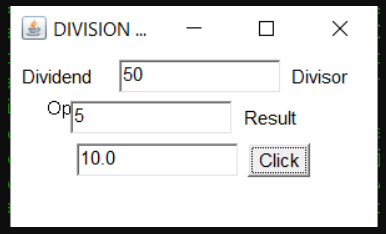 DIVISION ...
Dividend 50 Divisor
Op 5 Result
10.0 Click